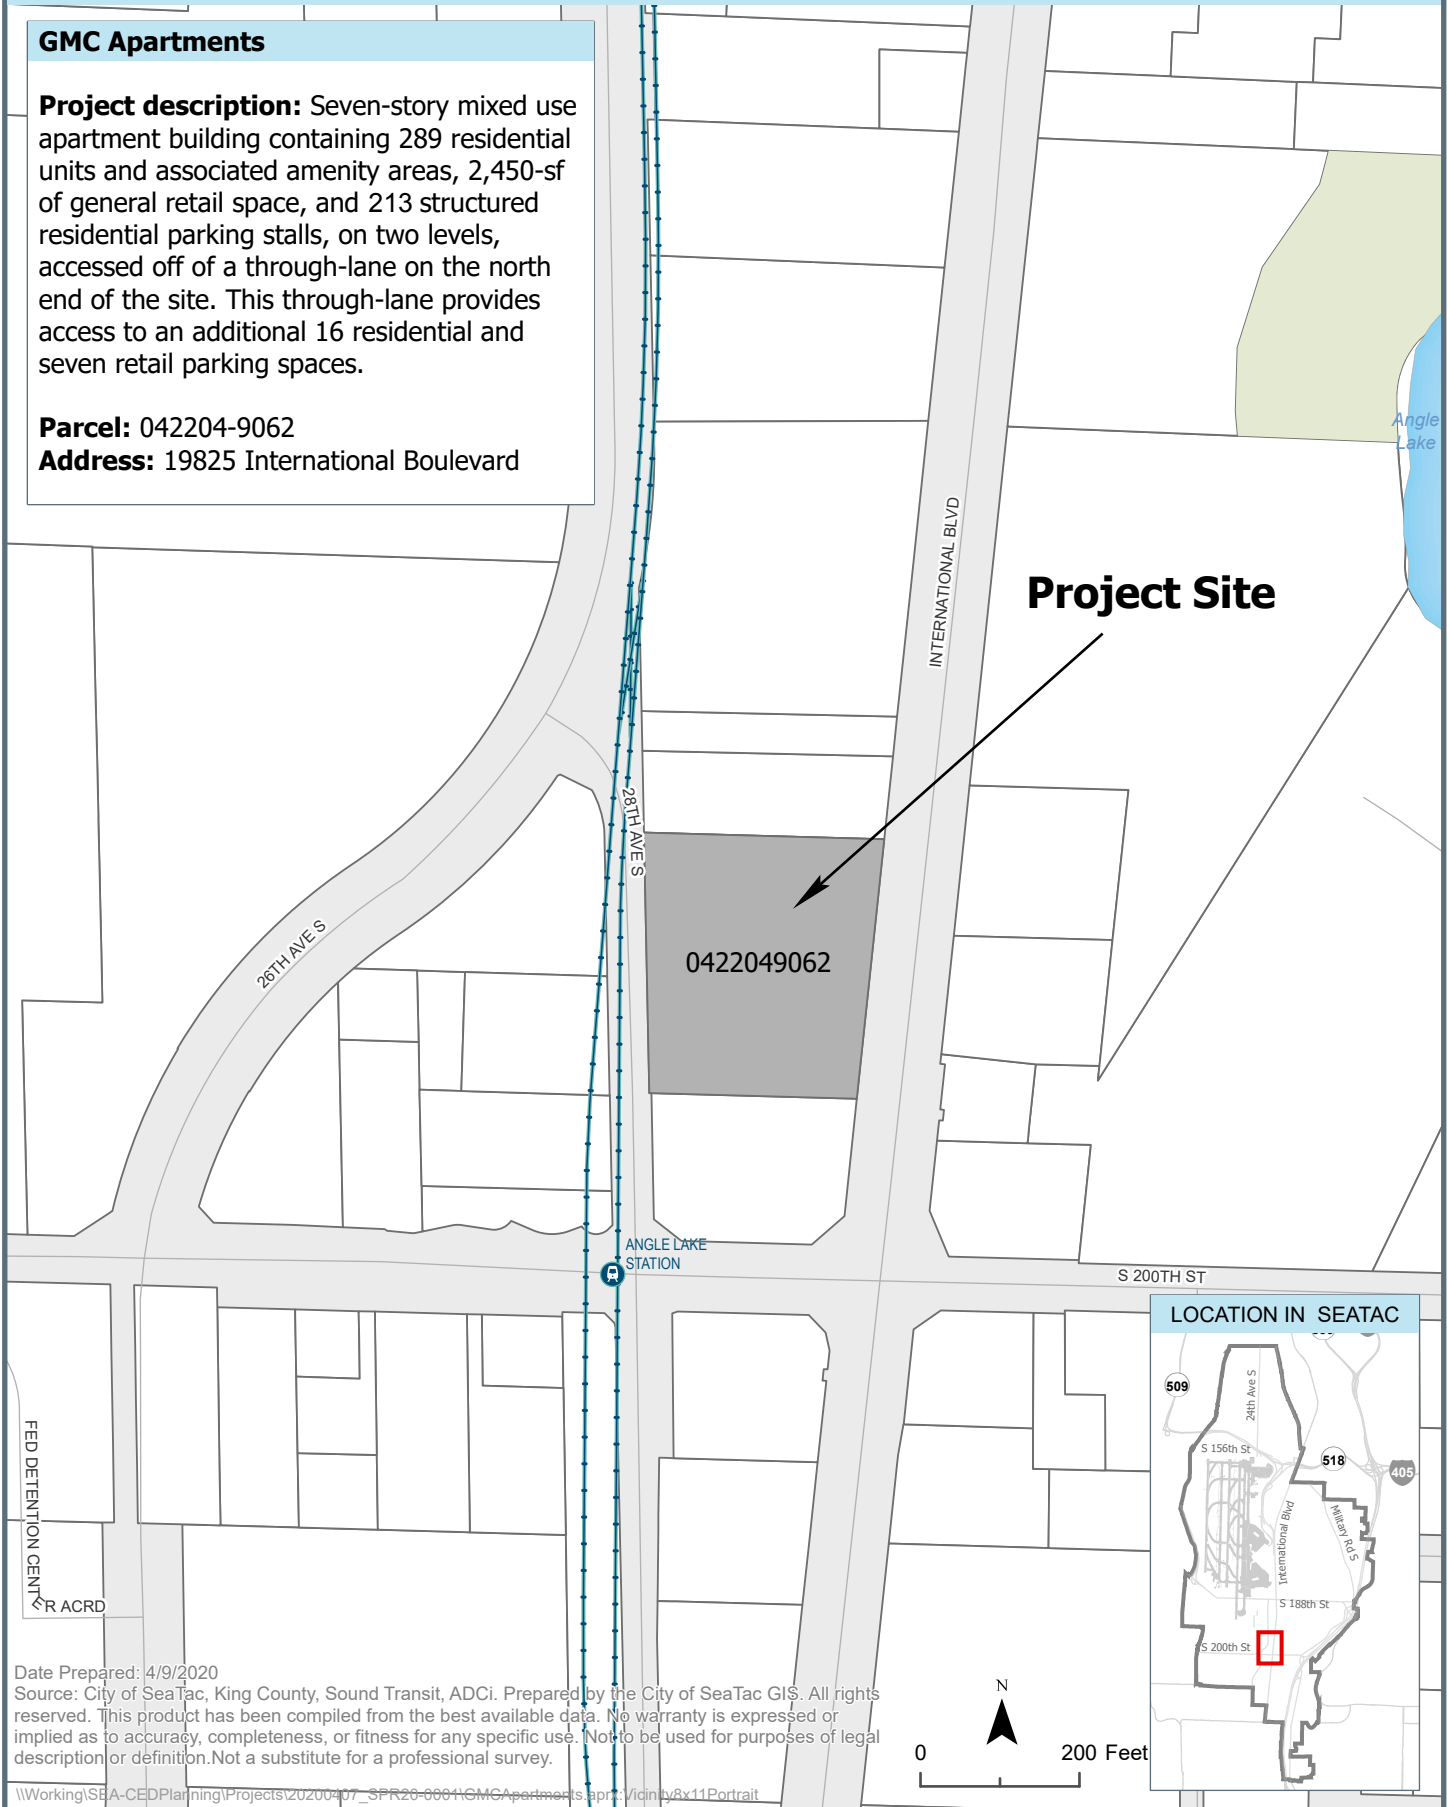 GMC Apartments
Project description: Seven-story mixed use
apartment building containing 289 residential
units and associated amenity areas, 2,450-sf
of general retail space, and 213 structured
residential parking stalls, on two levels,
accessed off of a through-lane on the north
end of the site. This through-lane provides
access to an additional 16 residential and
seven retail parking spaces.
Parcel: 042204-9062
Address: 19825 International Boulevard
Angle
Lake
INTERNATIONAL BLVD
Project Site
28TH AVE S
0422049062
26TH AVE S
ANGLE LAKE
STATION
S 200TH ST
FED DETENTION CENTER ACRD
LOCATION IN SEATAC
509
24th Ave S
S 156th St
518
405
International Blvd
Military Rd S
S 188th St
S 200th St
Date Prepared: 4/9/2020
Source: City of SeaTac, King County, Sound Transit, ADCi. Prepared by the City of SeaTac GIS. All rights
reserved. This product has been compiled from the best available data. No warranty is expressed or
implied as to accuracy, completeness, or fitness for any specific use. Not to be used for purposes of legal
description or definition.Not a substitute for a professional survey.
\\Working\SEA-CEDPlanning\Projects\20200407_SPR20-0001\GMCApartments.aprx:Vicinity8x11Portrait
N
0 200 Feet